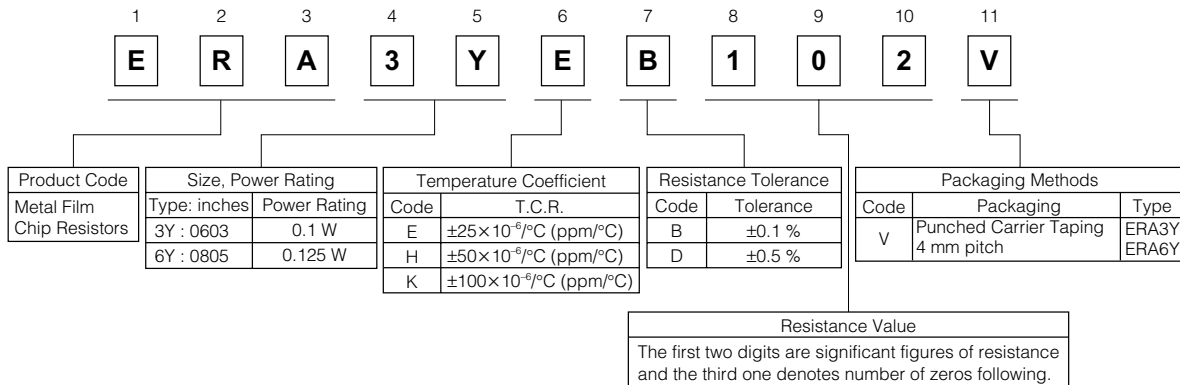 1 2 3 4 5 6 7 8 9 10 11
E R A 3 Y E B 1 0 2 V
Product Code
Metal Film
Chip Resistors
Size, Power Rating
Type: inches Power Rating
3Y : 0603 0.1 W
6Y : 0805 0.125 W
Temperature Coefficient
Code T.C.R.
E ±25×10⁻⁶/°C (ppm/°C)
H ±50×10⁻⁶/°C (ppm/°C)
K ±100×10⁻⁶/°C (ppm/°C)
Resistance Tolerance
Code Tolerance
B ±0.1 %
D ±0.5 %
Packaging Methods
Code Packaging Type
V Punched Carrier Taping ERA3Y
4 mm pitch ERA6Y
Resistance Value
The first two digits are significant figures of resistance
and the third one denotes number of zeros following.